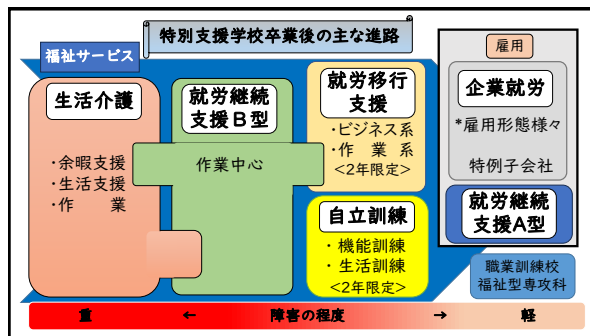 特別支援学校卒業後の主な進路
福祉サービス
生活介護
・余暇支援
・生活支援
・作　業
就労継続
支援B型
作業中心
就労移行
支援
・ビジネス系
・作 業 系
<2年限定>
自立訓練
・機能訓練
・生活訓練
<2年限定>
雇用
企業就労
*雇用形態様々
特例子会社
就労継続
支援A型
職業訓練校
福祉型専攻科
重　←　障害の程度　→　軽